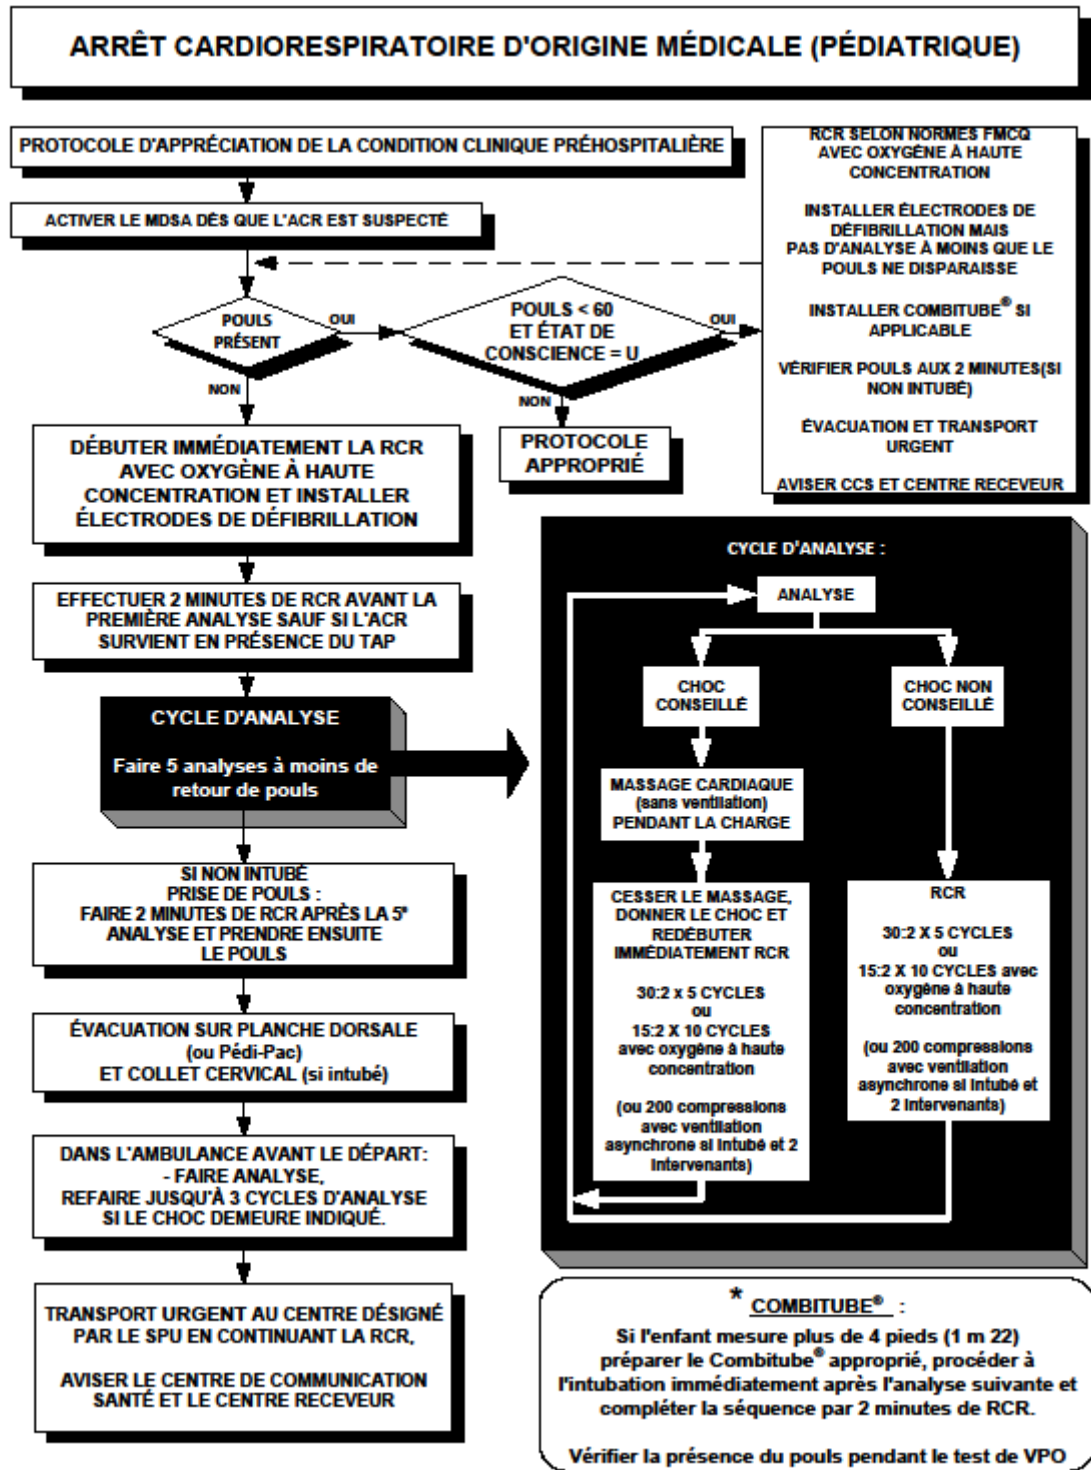 ARRÊT CARDIORESPIRATOIRE D'ORIGINE MÉDICALE (PÉDIATRIQUE)
PROTOCOLE D'APPRÉCIATION DE LA CONDITION CLINIQUE PRÉHOSPITALIÈRE
ACTIVER LE MDSA DÈS QUE L'ACR EST SUSPECTÉ
POULS
PRÉSENT
OUI
NON
POULS < 60
ET ÉTAT DE
CONSCIENCE = U
OUI
NON
PROTOCOLE
APPROPRIÉ
RCR SELON NORMES FMCQ
AVEC OXYGÈNE À HAUTE
CONCENTRATION
INSTALLER ÉLECTRODES DE
DÉFIBRILLATION MAIS
PAS D'ANALYSE À MOINS QUE LE
POULS NE DISPARAISSE
INSTALLER COMBITUBE® SI
APPLICABLE
VÉRIFIER POULS AUX 2 MINUTES(SI
NON INTUBÉ)
ÉVACUATION ET TRANSPORT
URGENT
AVISER CCS ET CENTRE RECEVEUR
DÉBUTER IMMÉDIATEMENT LA RCR
AVEC OXYGÈNE À HAUTE
CONCENTRATION ET INSTALLER
ÉLECTRODES DE DÉFIBRILLATION
EFFECTUER 2 MINUTES DE RCR AVANT LA
PREMIÈRE ANALYSE SAUF SI L'ACR
SURVIENT EN PRÉSENCE DU TAP
CYCLE D'ANALYSE
Faire 5 analyses à moins de
retour de pouls
SI NON INTUBÉ
PRISE DE POULS :
FAIRE 2 MINUTES DE RCR APRÈS LA 5e
ANALYSE ET PRENDRE ENSUITE
LE POULS
ÉVACUATION SUR PLANCHE DORSALE
(ou Pédi-Pac)
ET COLLET CERVICAL (si intubé)
DANS L'AMBULANCE AVANT LE DÉPART:
- FAIRE ANALYSE,
REFAIRE JUSQU'À 3 CYCLES D'ANALYSE
SI LE CHOC DEMEURE INDIQUÉ.
TRANSPORT URGENT AU CENTRE DÉSIGNÉ
PAR LE SPU EN CONTINUANT LA RCR,
AVISER LE CENTRE DE COMMUNICATION
SANTÉ ET LE CENTRE RECEVEUR
CYCLE D'ANALYSE :
ANALYSE
CHOC
CONSEILLÉ
MASSAGE CARDIAQUE
(sans ventilation)
PENDANT LA CHARGE
CESSER LE MASSAGE,
DONNER LE CHOC ET
REDÉBUTER
IMMÉDIATEMENT RCR
30:2 x 5 CYCLES
ou
15:2 X 10 CYCLES
avec oxygène à haute
concentration
(ou 200 compressions
avec ventilation
asynchrone si intubé et 2
intervenants)
CHOC NON
CONSEILLÉ
RCR
30:2 X 5 CYCLES
ou
15:2 X 10 CYCLES avec
oxygène à haute
concentration
(ou 200 compressions
avec ventilation
asynchrone si intubé et
2 intervenants)
* COMBITUBE® :
Si l'enfant mesure plus de 4 pieds (1 m 22)
préparer le Combitube® approprié, procéder à
l'intubation immédiatement après l'analyse suivante et
compléter la séquence par 2 minutes de RCR.
Vérifier la présence du pouls pendant le test de VPO